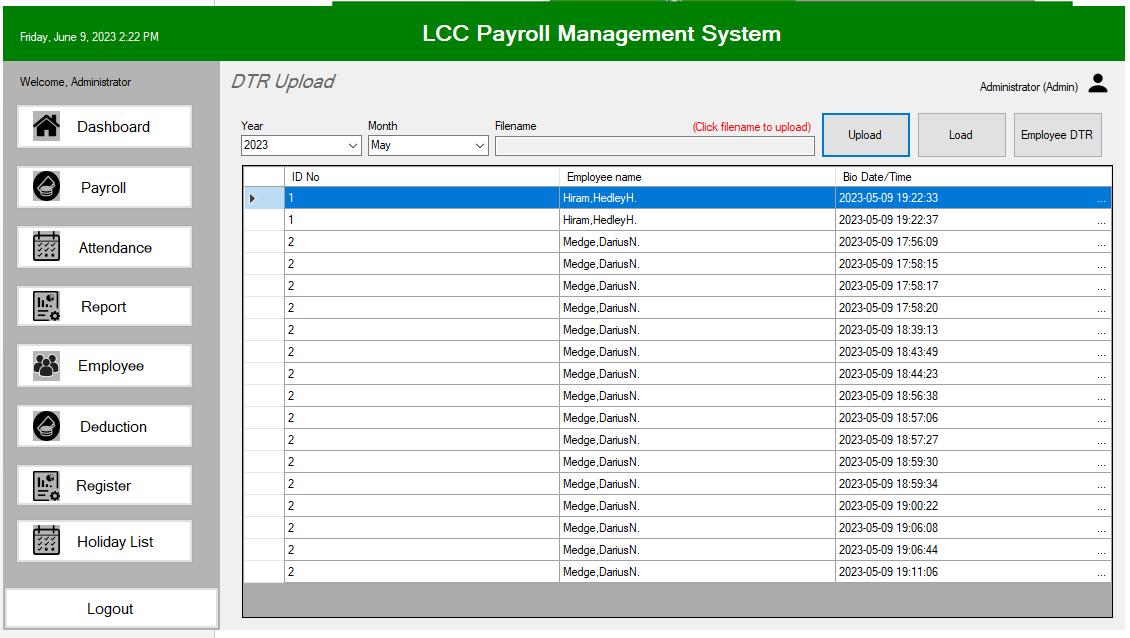 LCC Payroll Management System
Friday, June 9, 2023 2:22 PM
Welcome, Administrator
Dashboard
Payroll
Attendance
Report
Employee
Deduction
Register
Holiday List
Logout
DTR Upload
Administrator (Admin)
Year Month Filename (Click filename to upload)
2023 May Upload Load Employee DTR
ID No Employee name Bio Date/Time
1 Hiram,HedleyH. 2023-05-09 19:22:33 ...
1 Hiram,HedleyH. 2023-05-09 19:22:37 ...
2 Medge,DariusN. 2023-05-09 17:56:09 ...
2 Medge,DariusN. 2023-05-09 17:58:15 ...
2 Medge,DariusN. 2023-05-09 17:58:17 ...
2 Medge,DariusN. 2023-05-09 17:58:20 ...
2 Medge,DariusN. 2023-05-09 18:39:13 ...
2 Medge,DariusN. 2023-05-09 18:43:49 ...
2 Medge,DariusN. 2023-05-09 18:44:23 ...
2 Medge,DariusN. 2023-05-09 18:56:38 ...
2 Medge,DariusN. 2023-05-09 18:57:06 ...
2 Medge,DariusN. 2023-05-09 18:57:27 ...
2 Medge,DariusN. 2023-05-09 18:59:30 ...
2 Medge,DariusN. 2023-05-09 18:59:34 ...
2 Medge,DariusN. 2023-05-09 19:00:22 ...
2 Medge,DariusN. 2023-05-09 19:06:08 ...
2 Medge,DariusN. 2023-05-09 19:06:44 ...
2 Medge,DariusN. 2023-05-09 19:11:06 ...